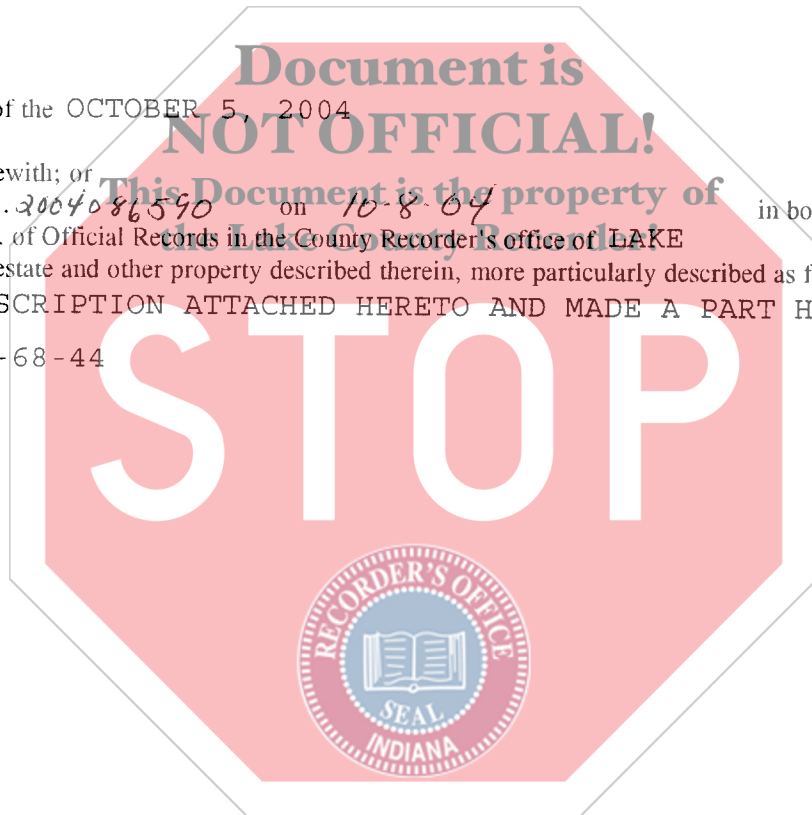 Document is
of the OCTOBER 5, 2004
NOT OFFICIAL!
ewith; or
This Document is the property of
. 2004086590 on 10-8-04 in bo
. of Official Records in the County Recorder's office of LAKE
the Lake County Recorder!
estate and other property described therein, more particularly described as f
SCRIPTION ATTACHED HERETO AND MADE A PART H
-68-44
STOP
RECORDER'S OFFICE
SEAL
INDIANA